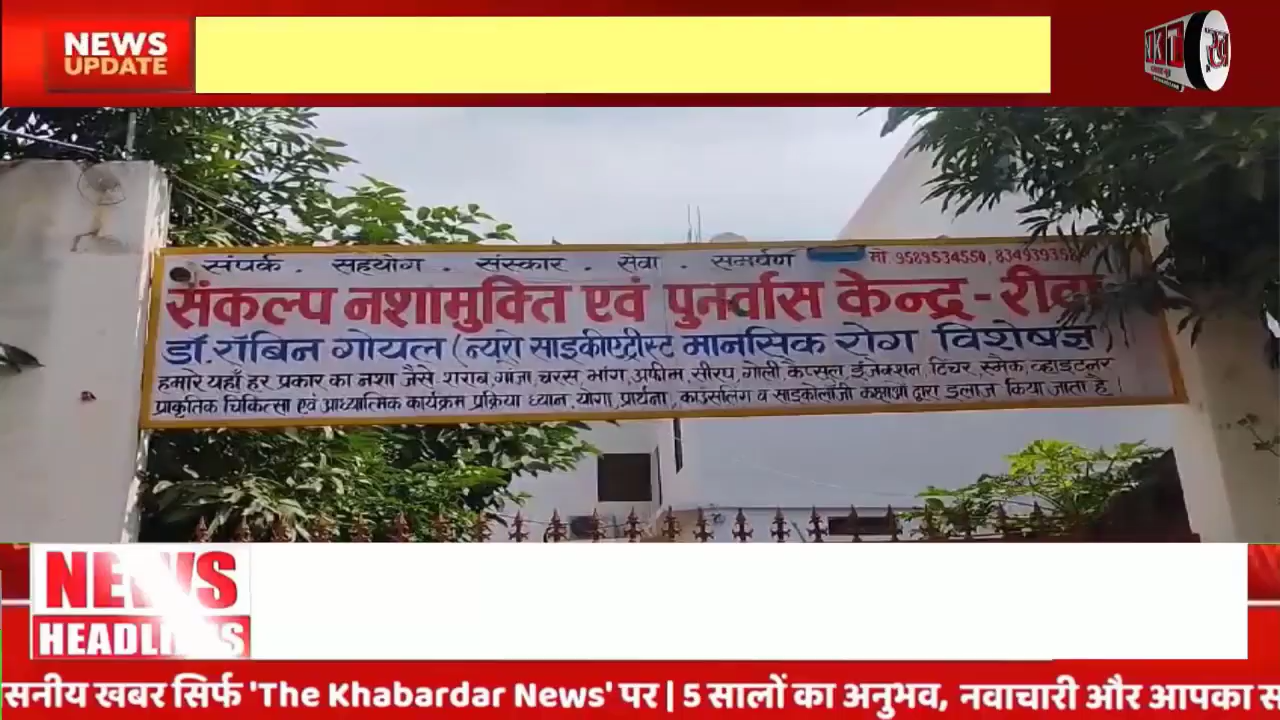 NEWS
UPDATE
संपर्क . सहयोग . संस्कार . सेवा . समर्पण
मो. 9589534550,
संकल्प नशामुक्ति एवं पुनर्वास केन्द्र -
डॉ. रॉबिन गोयल (न्यूरो साइकीएट्रीस्ट मानसिक रोग विशेषज्ञ)
हमारे यहाँ हर प्रकार का नशा जैसे शराब गांजा, चरस, भांग, अफीम, सीरप, गोली, कैप्सुल इंजेक्शन, टिंचर, स्मेक, व्हाइटनर
प्राकृतिक चिकित्सा एवं आध्यात्मिक कार्यक्रम प्रक्रिया ध्यान, योगा, प्रार्थना, काउंसलिंग व साइकोलॉजी कक्षाओं द्वारा इलाज किया जाता है।
NEWS
HEADLINES
सनीय खबर सिर्फ 'The Khabardar News' पर | 5 सालों का अनुभव, नवाचारी और आपका स